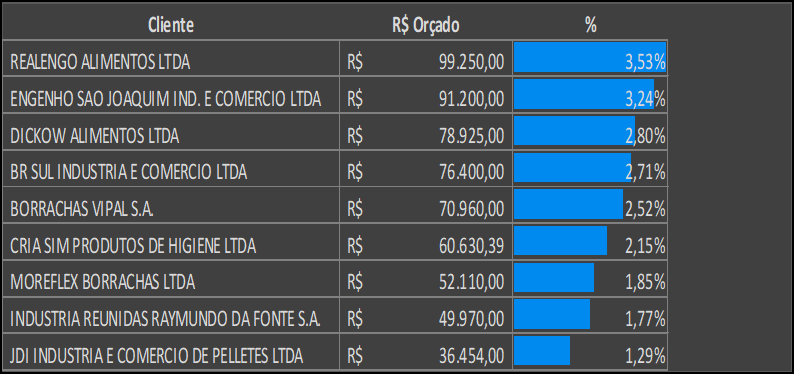 Cliente R$ Orçado %
REALENGO ALIMENTOS LTDA R$ 99.250,00 3,53%
ENGENHO SAO JOAQUIM IND. E COMERCIO LTDA R$ 91.200,00 3,24%
DICKOW ALIMENTOS LTDA R$ 78.925,00 2,80%
BR SUL INDUSTRIA E COMERCIO LTDA R$ 76.400,00 2,71%
BORRACHAS VIPAL S.A. R$ 70.960,00 2,52%
CRIA SIM PRODUTOS DE HIGIENE LTDA R$ 60.630,39 2,15%
MOREFLEX BORRACHAS LTDA R$ 52.110,00 1,85%
INDUSTRIA REUNIDAS RAYMUNDO DA FONTE S.A. R$ 49.970,00 1,77%
JDI INDUSTRIA E COMERCIO DE PELLETES LTDA R$ 36.454,00 1,29%